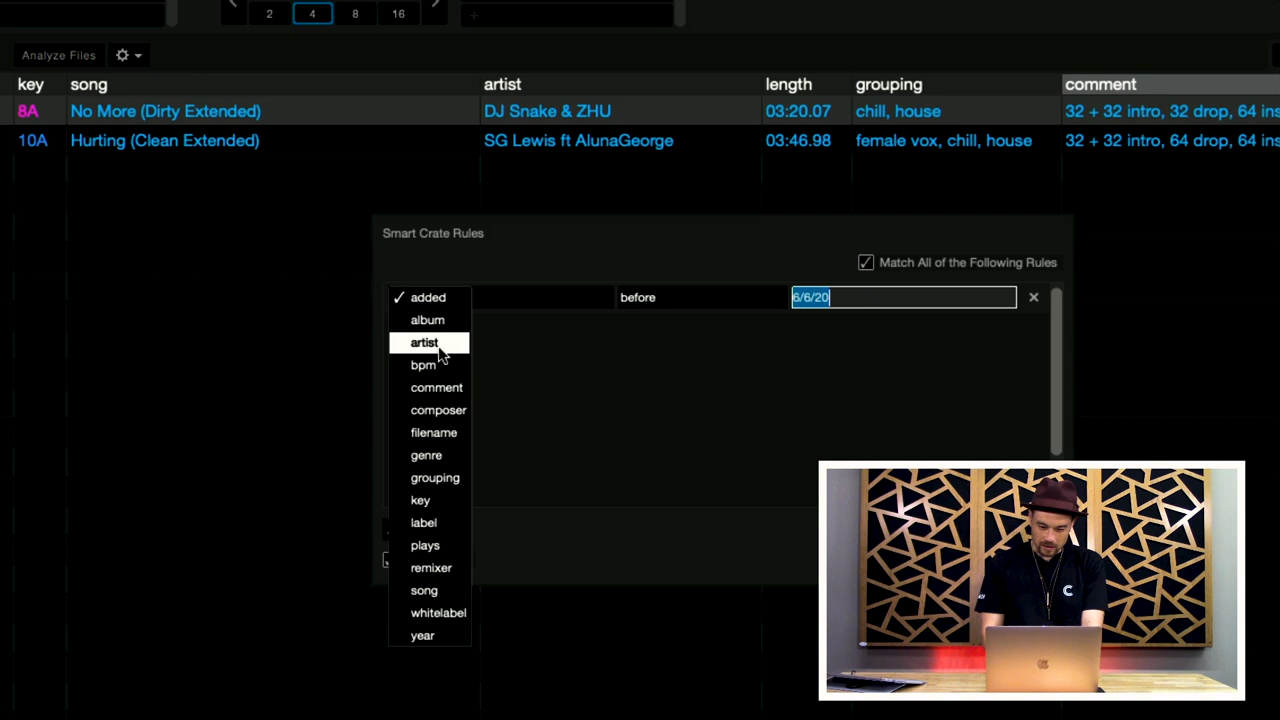 2 4 8 16
+
Analyze Files
key song artist length grouping comment
8A No More (Dirty Extended) DJ Snake & ZHU 03:20.07 chill, house 32 + 32 intro, 32 drop, 64 ins
10A Hurting (Clean Extended) SG Lewis ft AlunaGeorge 03:46.98 female vox, chill, house 32 + 32 intro, 64 drop, 64 ins
Smart Crate Rules
Match All of the Following Rules
added before 6/6/20
album
artist
bpm
comment
composer
filename
genre
grouping
key
label
plays
remixer
song
whitelabel
year
C